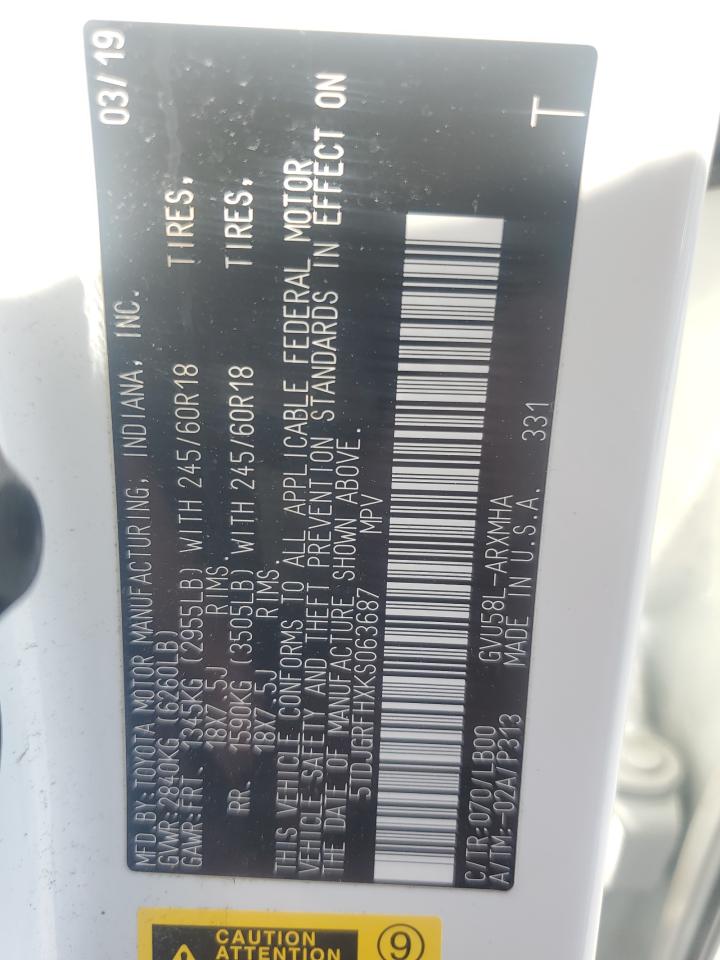 MFD.BY:TOYOTA MOTOR MANUFACTURING, INDIANA, INC. 03/19
GVWR:2840KG (6260LB)
GAWR:FRT. 1345KG (2955LB) WITH 245/60R18 TIRES,
18X7.5J RIMS.
RR. 1590KG (3505LB) WITH 245/60R18 TIRES,
18X7.5J RIMS.
THIS VEHICLE CONFORMS TO ALL APPLICABLE FEDERAL MOTOR
VEHICLE SAFETY AND THEFT PREVENTION STANDARDS IN EFFECT ON
THE DATE OF MANUFACTURE SHOWN ABOVE.
5TDJGRFHXKS063687 MPV
C/TR:070/LB00 GVU58L-ARXMHA
A/TM:-02A/P313 MADE IN U.S.A. 331
T
CAUTION
ATTENTION
9